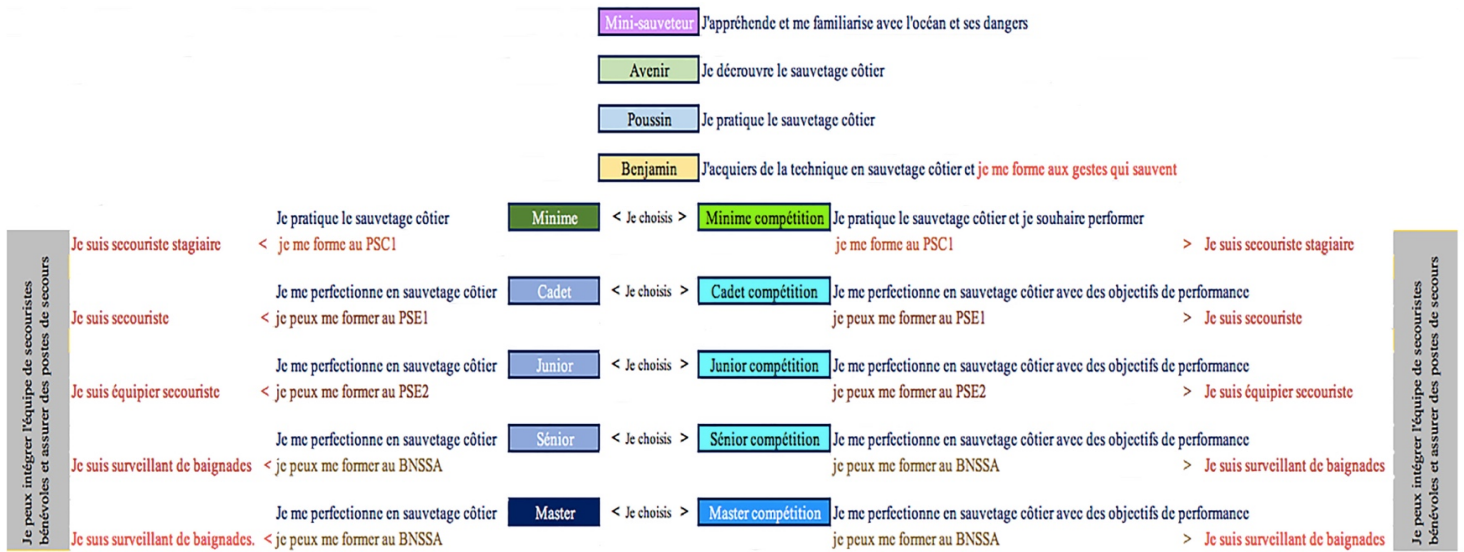 Mini-sauveteur J'appréhende et me familiarise avec l'océan et ses dangers
Avenir Je décrouvre le sauvetage côtier
Poussin Je pratique le sauvetage côtier
Benjamin J'acquiers de la technique en sauvetage côtier et je me forme aux gestes qui sauvent
Je pratique le sauvetage côtier Minime < Je choisis > Minime compétition Je pratique le sauvetage côtier et je souhaire performer
Je suis secouriste stagiaire < je me forme au PSC1 je me forme au PSC1 > Je suis secouriste stagiaire
Je me perfectionne en sauvetage côtier Cadet < Je choisis > Cadet compétition Je me perfectionne en sauvetage côtier avec des objectifs de performance
Je suis secouriste < je peux me former au PSE1 je peux me former au PSE1 > Je suis secouriste
Je me perfectionne en sauvetage côtier Junior < Je choisis > Junior compétition Je me perfectionne en sauvetage côtier avec des objectifs de performance
Je suis équipier secouriste < je peux me former au PSE2 je peux me former au PSE2 > Je suis équipier secouriste
Je me perfectionne en sauvetage côtier Sénior < Je choisis > Sénior compétition Je me perfectionne en sauvetage côtier avec des objectifs de performance
Je suis surveillant de baignades < je peux me former au BNSSA je peux me former au BNSSA > Je suis surveillant de baignades
Je me perfectionne en sauvetage côtier Master < Je choisis > Master compétition Je me perfectionne en sauvetage côtier avec des objectifs de performance
Je suis surveillant de baignades. < je peux me former au BNSSA je peux me former au BNSSA > Je suis surveillant de baignades
Je peux intégrer l'équipe de secouristes
bénévoles et assurer des postes de secours
Je peux intégrer l'équipe de secouristes
bénévoles et assurer des postes de secours